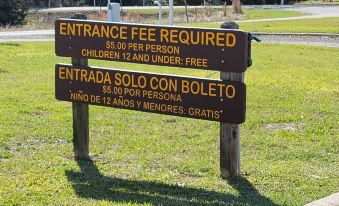 ENTRANCE FEE REQUIRED
$5.00 PER PERSON
CHILDREN 12 AND UNDER: FREE
ENTRADA SOLO CON BOLETO
$5.00 POR PERSONA
NIÑO DE 12 AÑOS Y MENORES: GRATIS